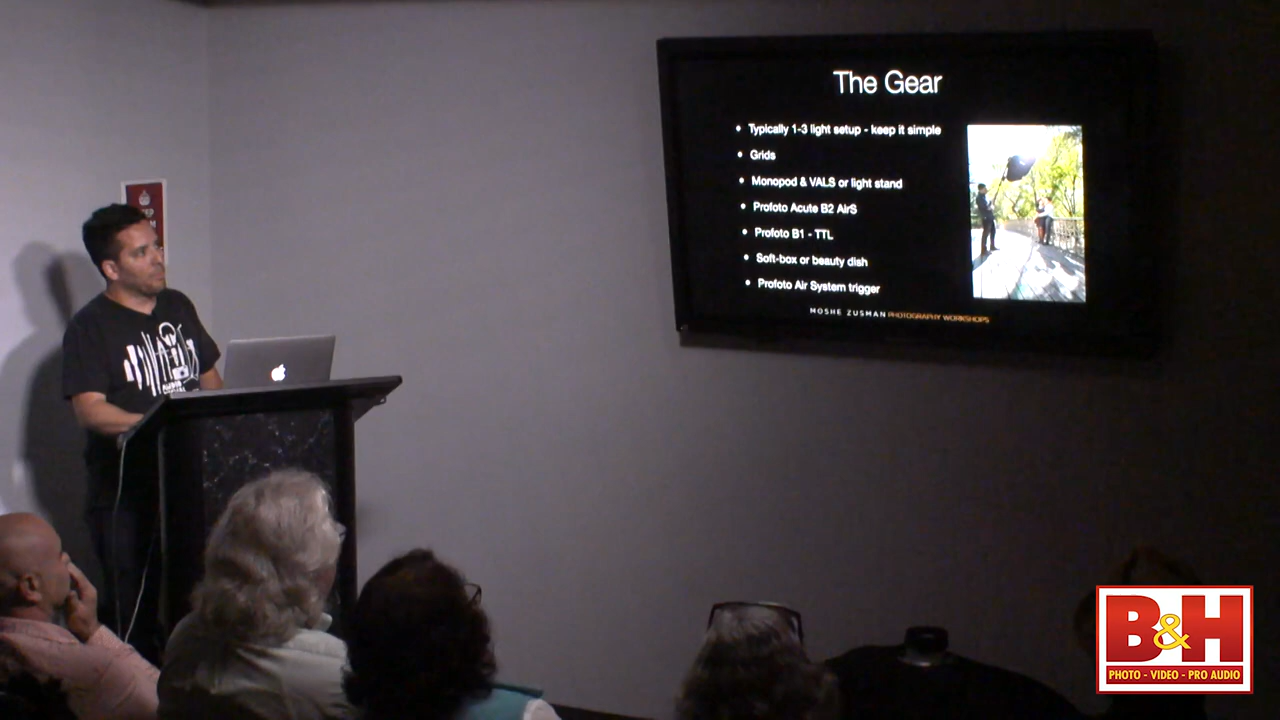 The Gear
• Typically 1-3 light setup - keep it simple
• Grids
• Monopod & VALS or light stand
• Profoto Acute B2 AirS
• Profoto B1 - TTL
• Soft-box or beauty dish
• Profoto Air System trigger
MOSHE ZUSMAN PHOTOGRAPHY WORKSHOPS
B&H
PHOTO - VIDEO - PRO AUDIO